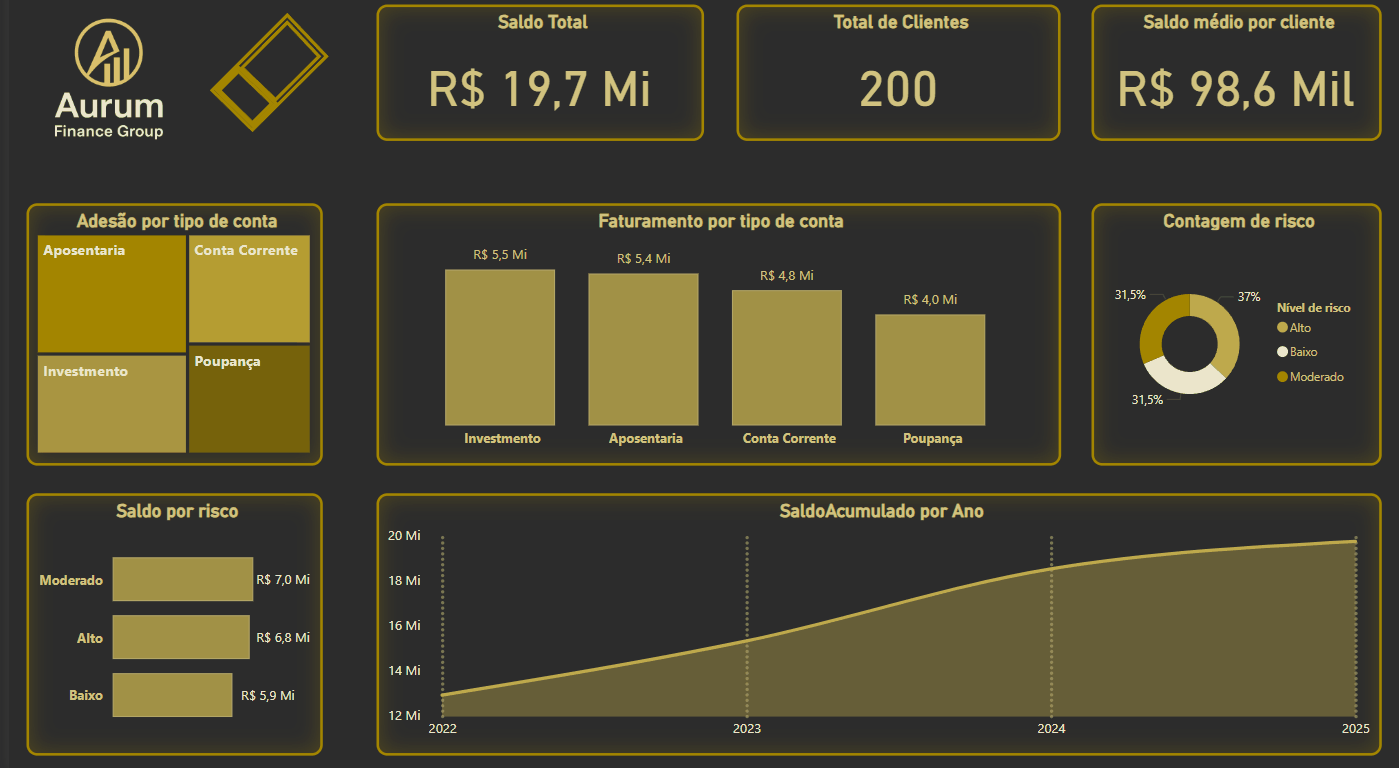 Aurum
Finance Group
Saldo Total
R$ 19,7 Mi
Total de Clientes
200
Saldo médio por cliente
R$ 98,6 Mil
Adesão por tipo de conta
Aposentaria
Conta Corrente
Investmento
Poupança
Faturamento por tipo de conta
R$ 5,5 Mi
R$ 5,4 Mi
R$ 4,8 Mi
R$ 4,0 Mi
Investmento
Aposentaria
Conta Corrente
Poupança
Contagem de risco
31,5%
37%
31,5%
Nível de risco
Alto
Baixo
Moderado
Saldo por risco
Moderado
R$ 7,0 Mi
Alto
R$ 6,8 Mi
Baixo
R$ 5,9 Mi
SaldoAcumulado por Ano
20 Mi
18 Mi
16 Mi
14 Mi
12 Mi
2022
2023
2024
2025